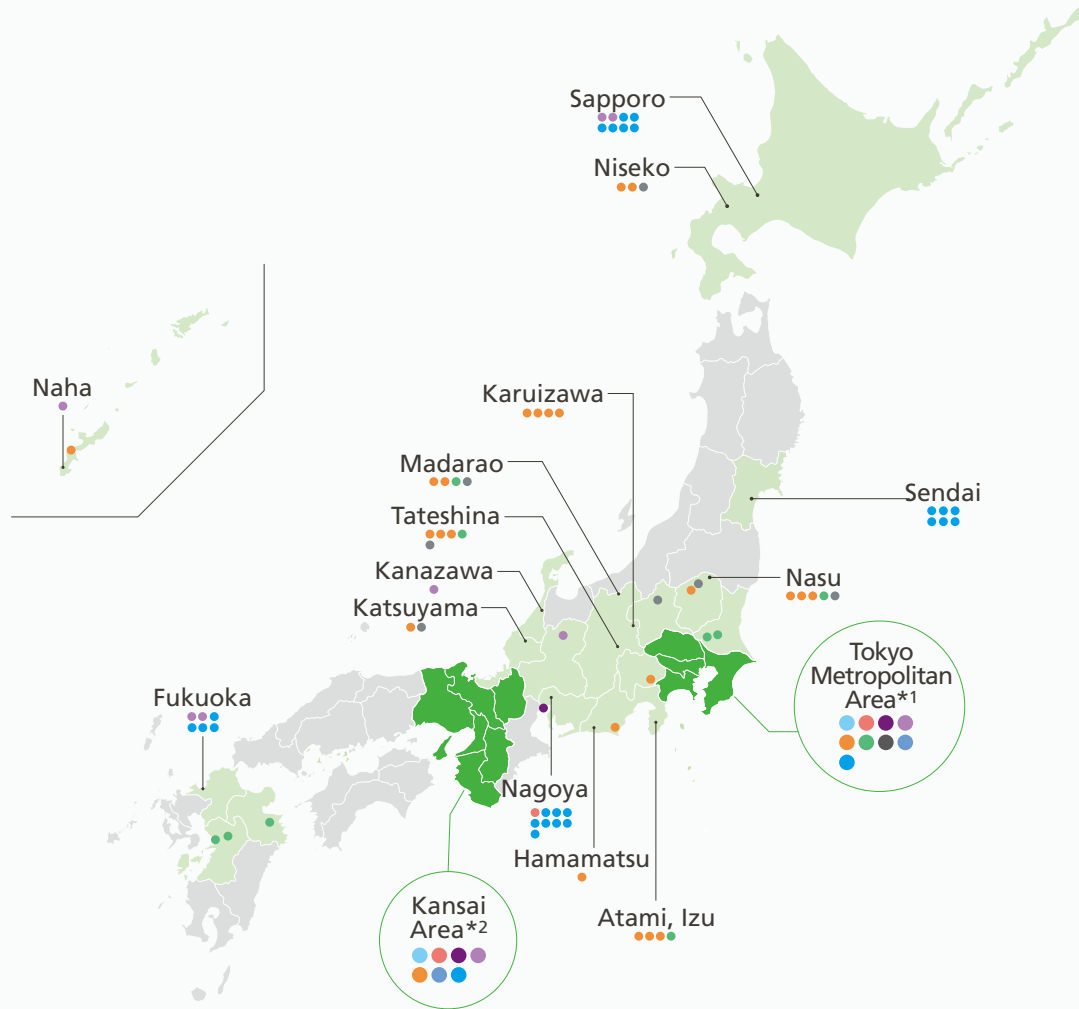 Sapporo
Niseko
Naha
Karuizawa
Madarao
Sendai
Tateshina
Kanazawa
Nasu
Katsuyama
Tokyo
Metropolitan
Area*1
Fukuoka
Nagoya
Hamamatsu
Kansai
Area*2
Atami, Izu